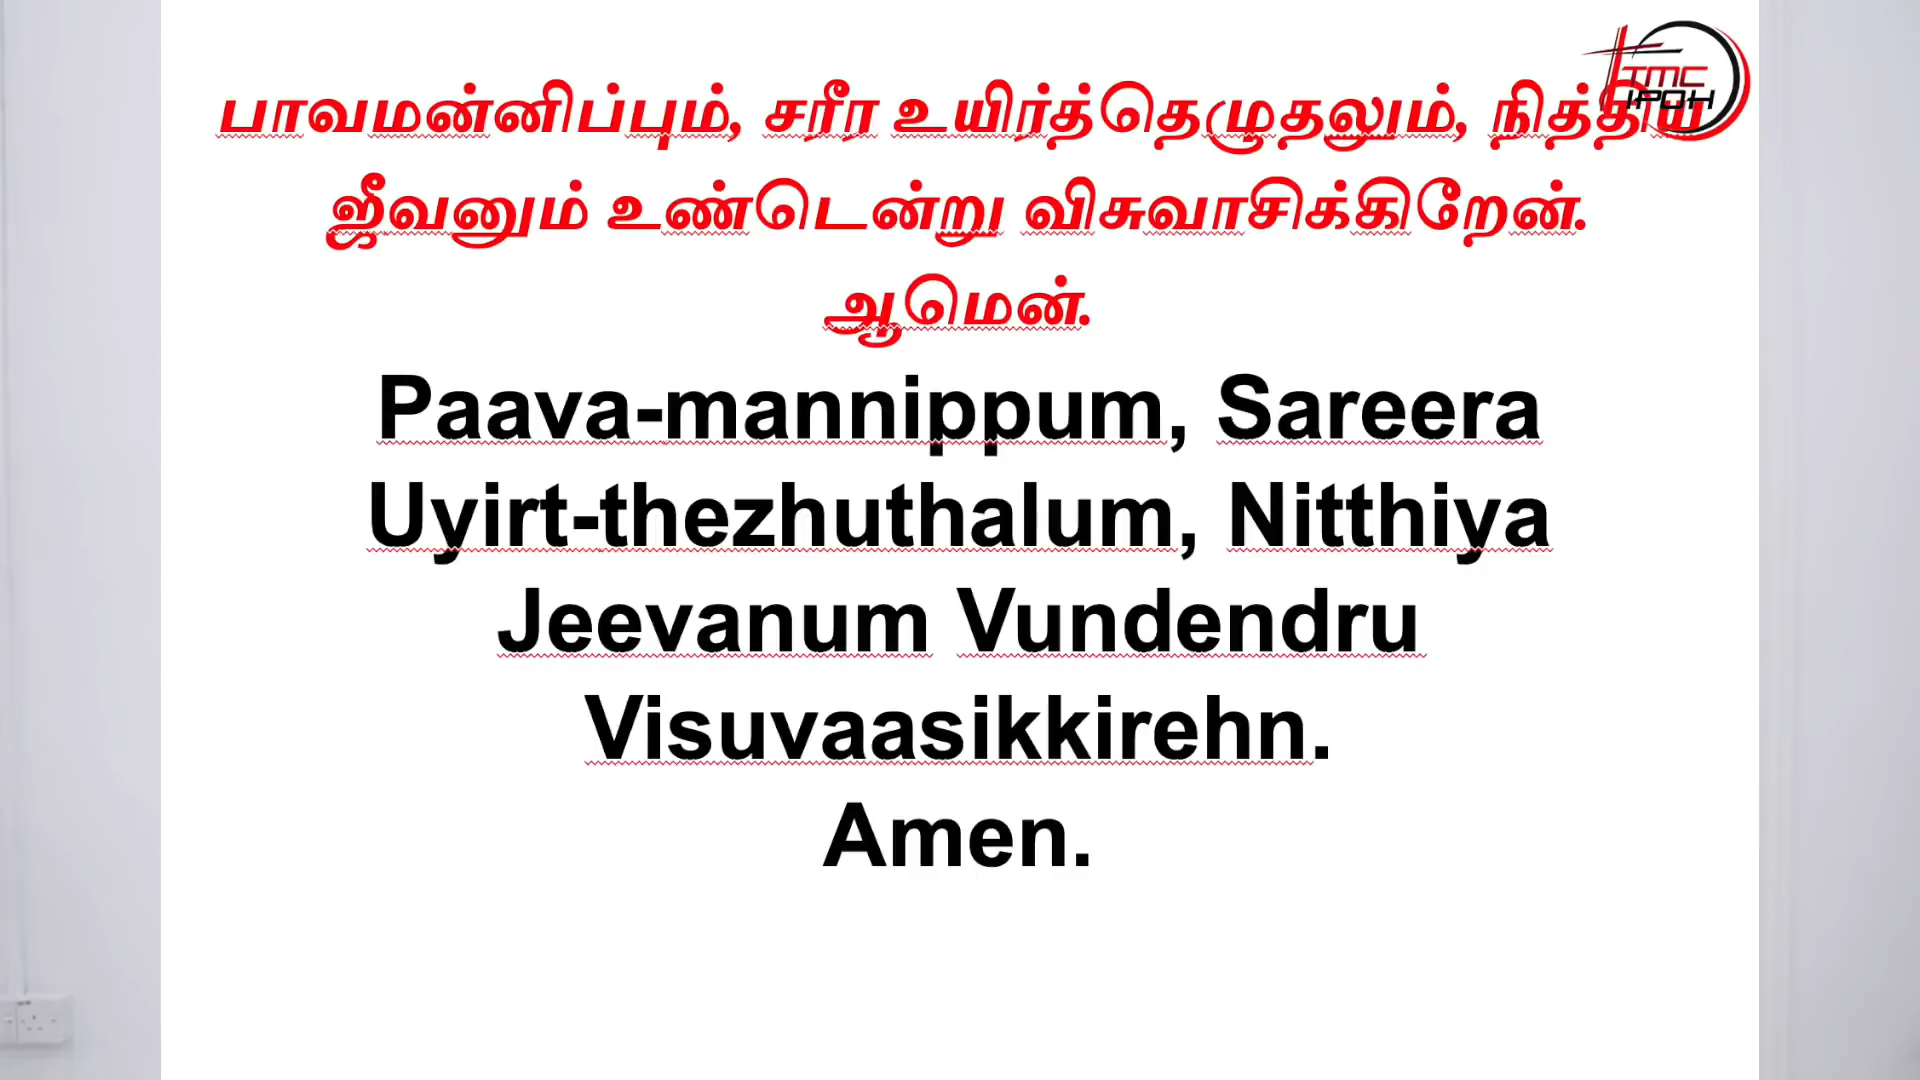 பாவமன்னிப்பும், சரீர உயிர்த்தெழுதலும், நித்திய
ஜீவனும் உண்டென்று விசுவாசிக்கிறேன்.
ஆமென்.
Paava-mannippum, Sareera
Uyirt-thezhuthalum, Nitthiya
Jeevanum Vundendru
Visuvaasikkirehn.
Amen.
TMC
IPOH